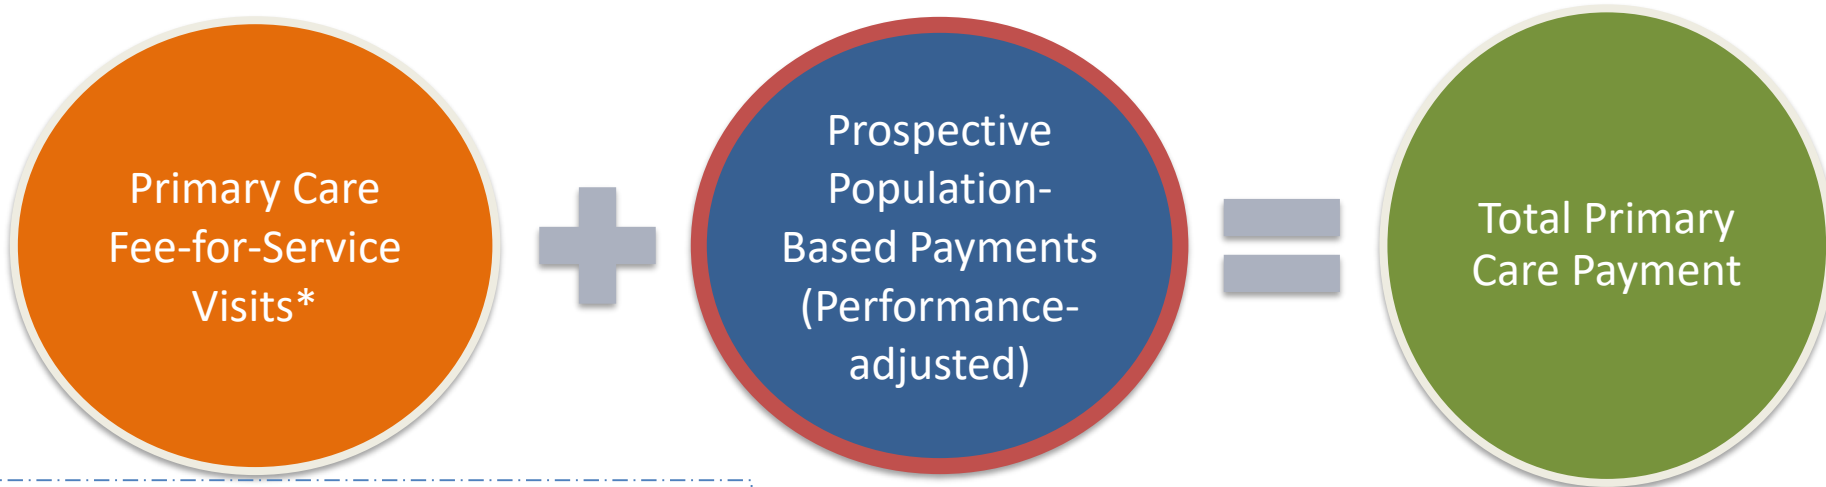 Primary Care
Fee-for-Service
Visits*
Prospective
Population-
Based Payments
(Performance-
adjusted)
Total Primary
Care Payment